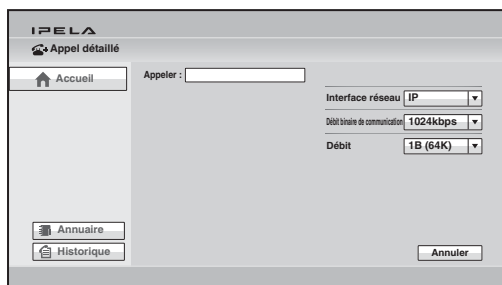 IPELA
Appel détaillé
Accueil
Appeler :
Interface réseau IP
Débit binaire de communication 1024kbps
Débit 1B (64K)
Annuaire
Historique
Annuler